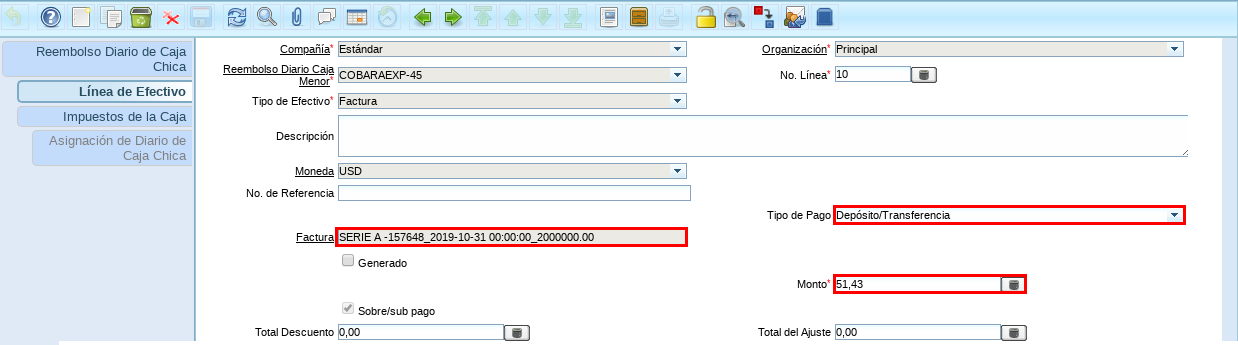 Reembolso Diario de Caja
Chica
Línea de Efectivo
Impuestos de la Caja
Asignación de Diario de
Caja Chica
Compañía* Estándar
Organización* Principal
Reembolso Diario Caja
Menor* COBARAEXP-45
No. Línea* 10
Tipo de Efectivo* Factura
Descripción
Moneda USD
No. de Referencia
Tipo de Pago Depósito/Transferencia
Factura SERIE A -157648_2019-10-31 00:00:00_2000000.00
Generado
Monto* 51,43
Sobre/sub pago
Total Descuento 0,00
Total del Ajuste 0,00